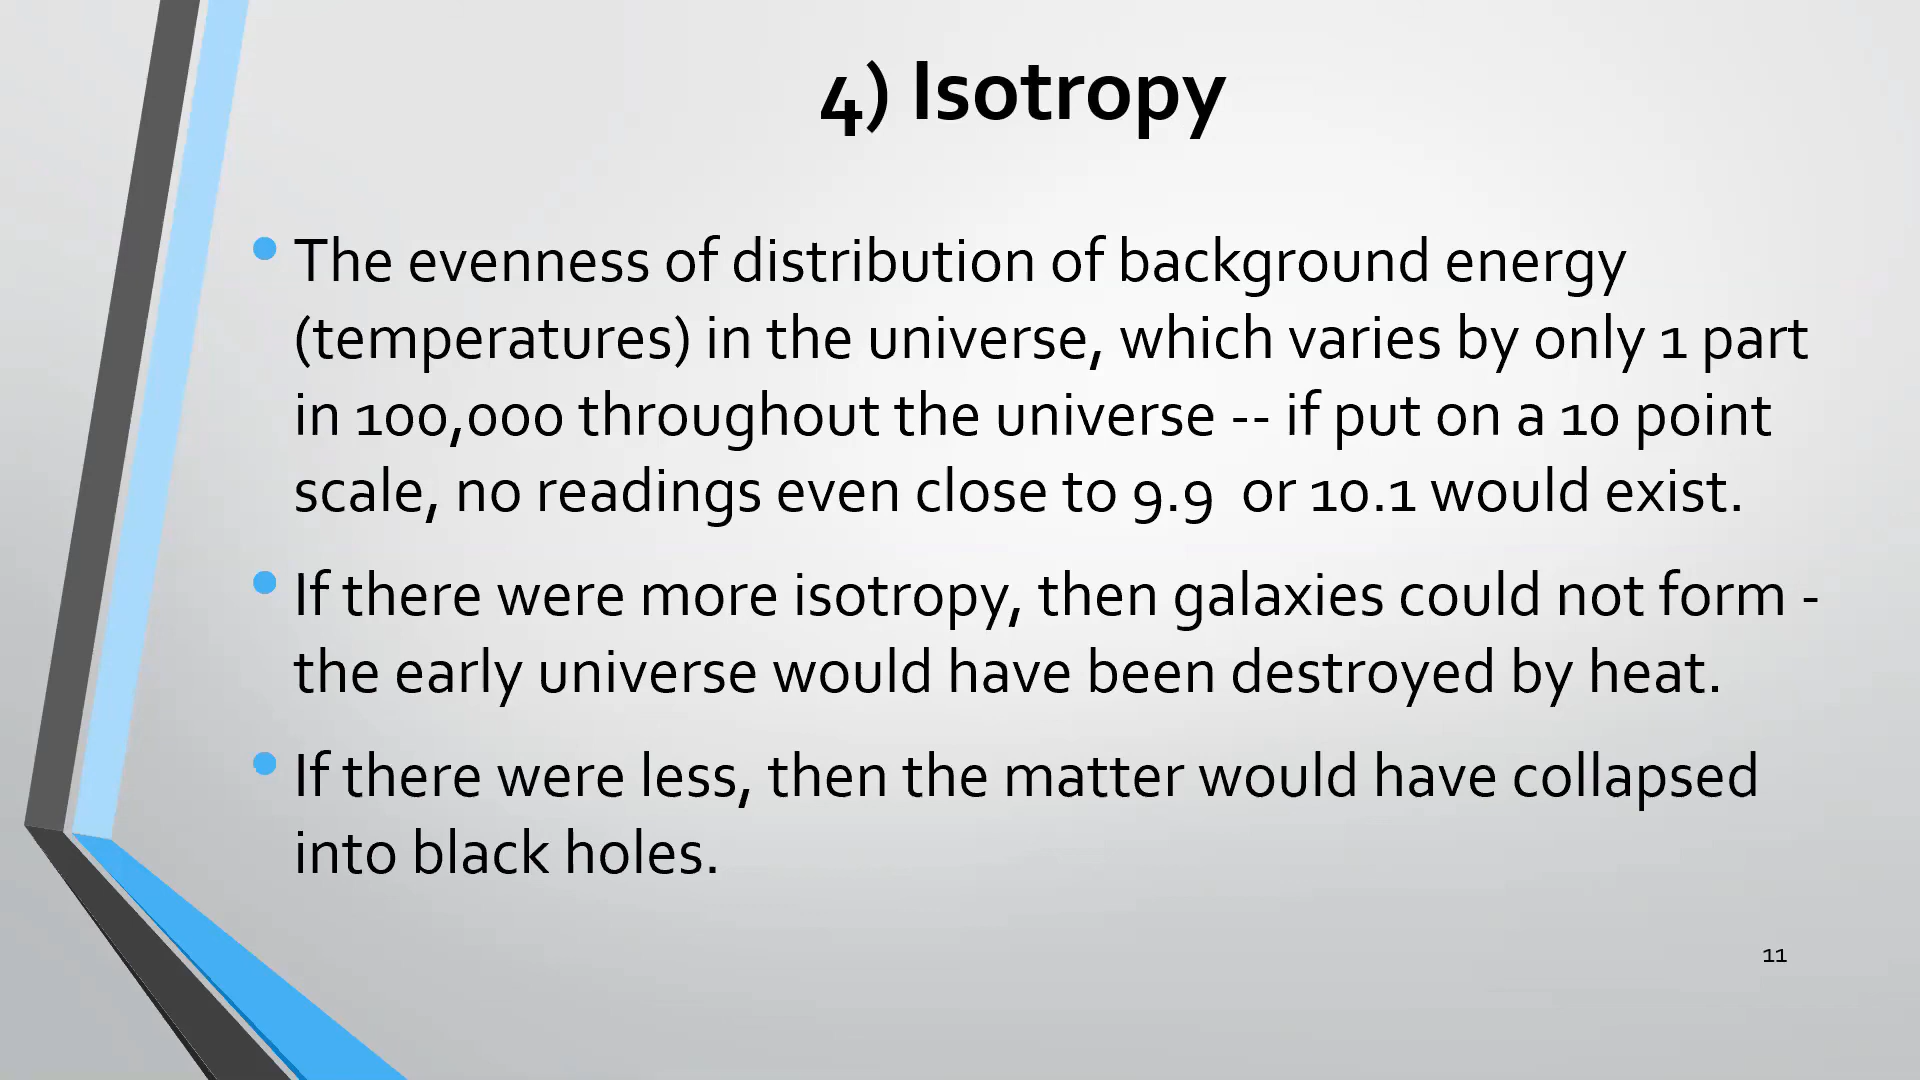 4) Isotropy
• The evenness of distribution of background energy
(temperatures) in the universe, which varies by only 1 part
in 100,000 throughout the universe -- if put on a 10 point
scale, no readings even close to 9.9  or 10.1 would exist.
• If there were more isotropy, then galaxies could not form -
the early universe would have been destroyed by heat.
• If there were less, then the matter would have collapsed
into black holes.
11